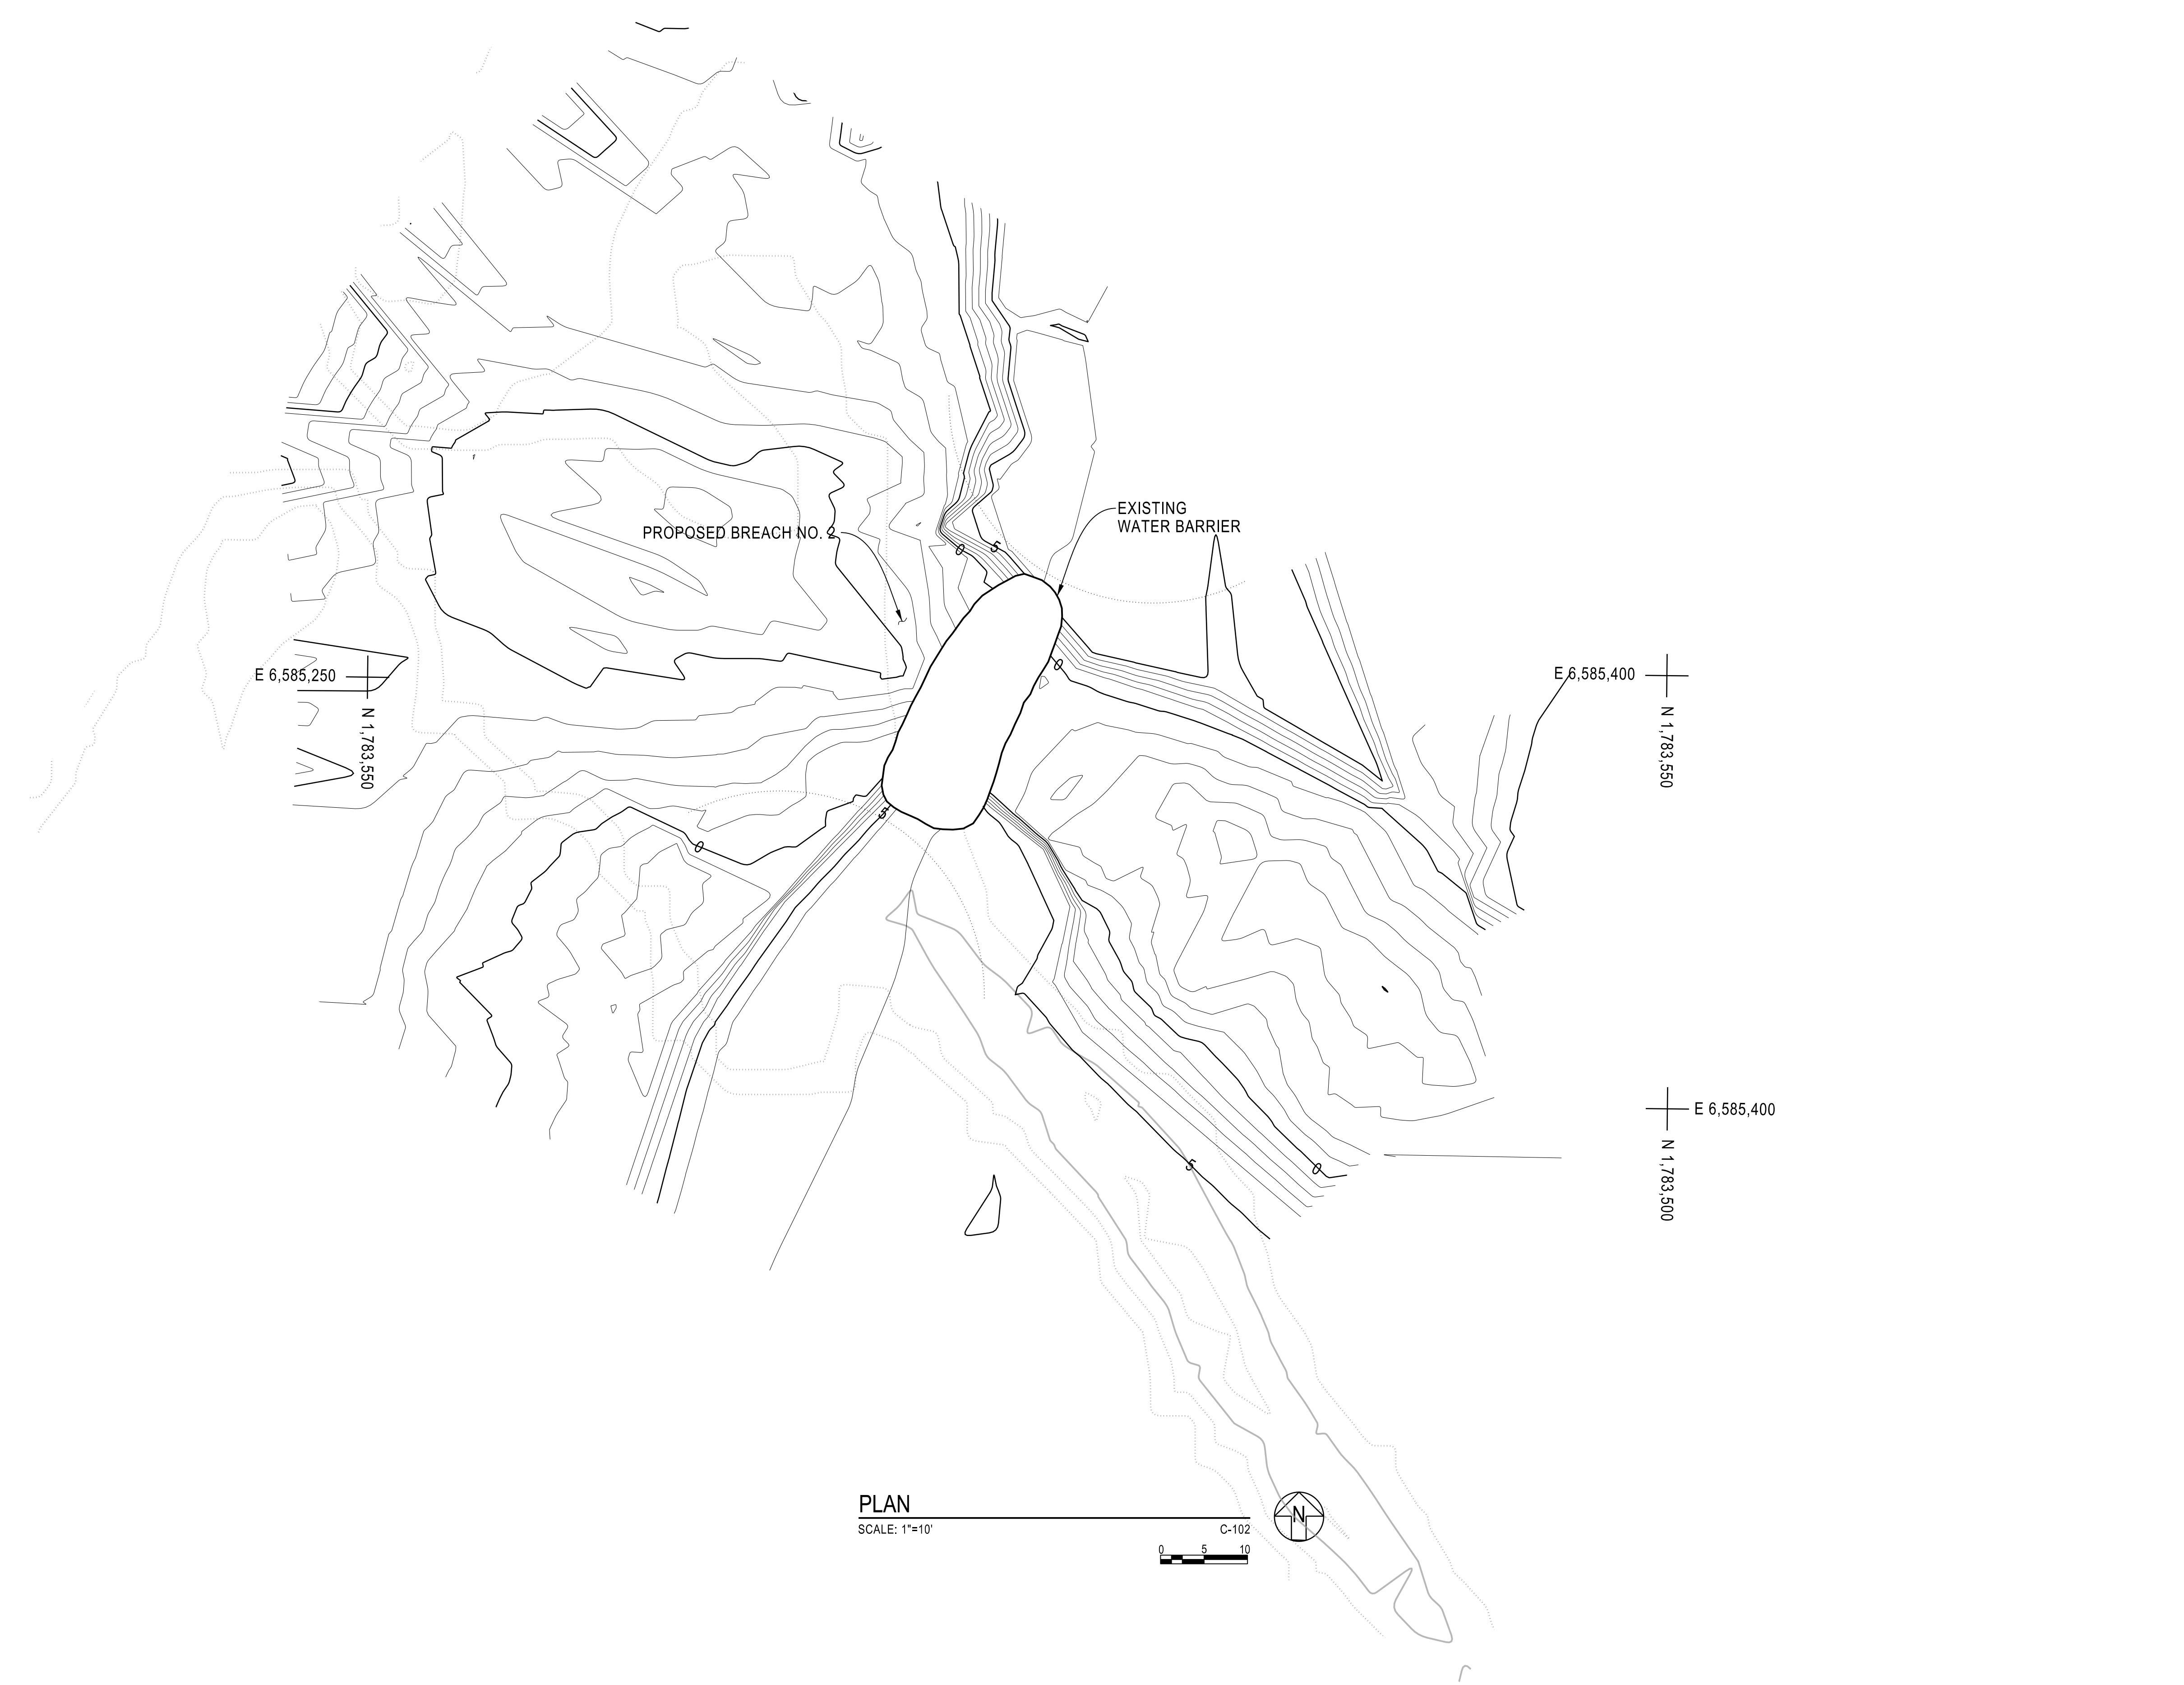 EXISTING
WATER BARRIER
PROPOSED BREACH NO. 2
0
5
0
E 6,585,250
N 1,783,550
E 6,585,400
N 1,783,550
5
0
E 6,585,400
N 1,783,500
5
0
PLAN
SCALE: 1"=10'
C-102
N
0 5 10